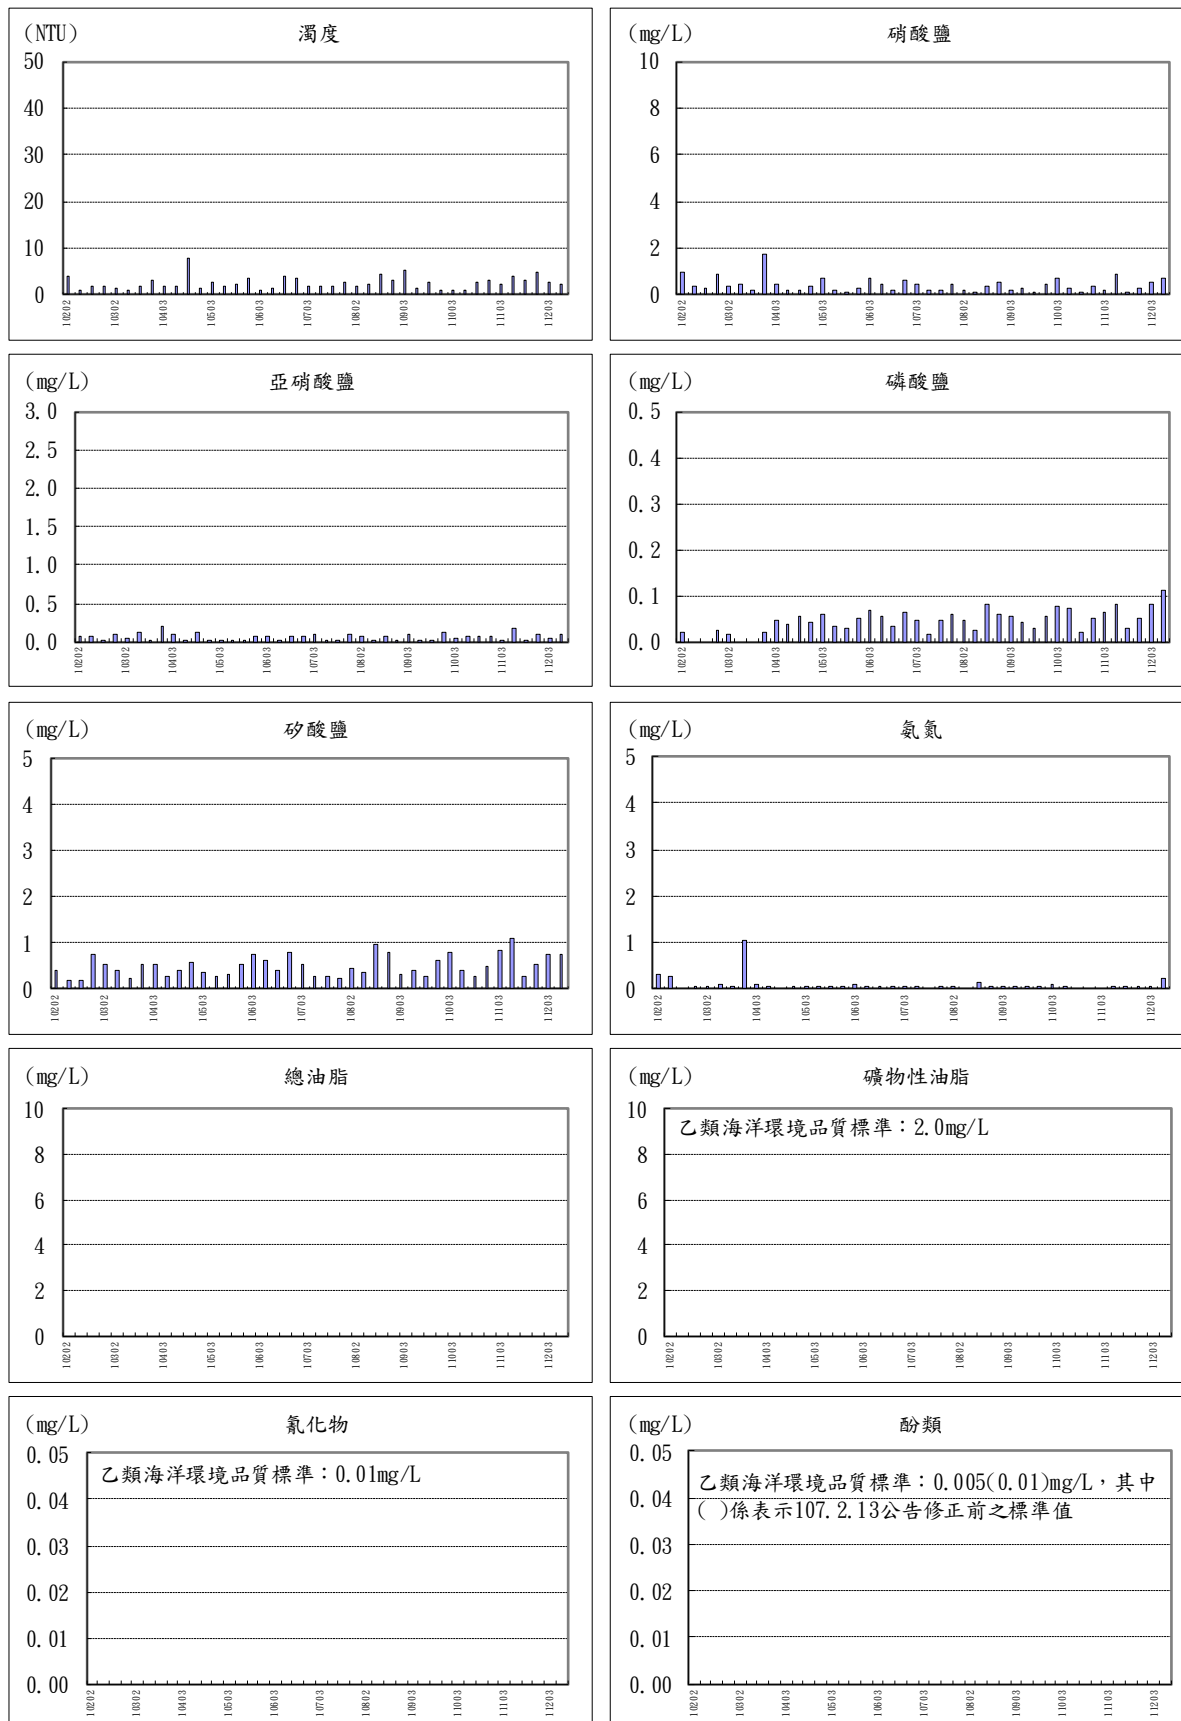 (NTU) 濁度
50
40
30
20
10
0
10202 10302 10403 10503 10603 10703 10802 10903 11003 11103 11203
(mg/L) 硝酸鹽
10
8
6
4
2
0
10202 10302 10403 10503 10603 10703 10802 10903 11003 11103 11203
(mg/L) 亞硝酸鹽
3.0
2.5
2.0
1.5
1.0
0.5
0.0
10202 10302 10403 10503 10603 10703 10802 10903 11003 11103 11203
(mg/L) 磷酸鹽
0.5
0.4
0.3
0.2
0.1
0.0
10202 10302 10403 10503 10603 10703 10802 10903 11003 11103 11203
(mg/L) 矽酸鹽
5
4
3
2
1
0
10202 10302 10403 10503 10603 10703 10802 10903 11003 11103 11203
(mg/L) 氨氮
5
4
3
2
1
0
10202 10302 10403 10503 10603 10703 10802 10903 11003 11103 11203
(mg/L) 總油脂
10
8
6
4
2
0
10202 10302 10403 10503 10603 10703 10802 10903 11003 11103 11203
(mg/L) 礦物性油脂
10
乙類海洋環境品質標準：2.0mg/L
8
6
4
2
0
10202 10302 10403 10503 10603 10703 10802 10903 11003 11103 11203
(mg/L) 氰化物
0.05
乙類海洋環境品質標準：0.01mg/L
0.04
0.03
0.02
0.01
0.00
10202 10302 10403 10503 10603 10703 10802 10903 11003 11103 11203
(mg/L) 酚類
0.05
乙類海洋環境品質標準：0.005(0.01)mg/L，其中
( )係表示107.2.13公告修正前之標準值
0.04
0.03
0.02
0.01
0.00
10202 10302 10403 10503 10603 10703 10802 10903 11003 11103 11203